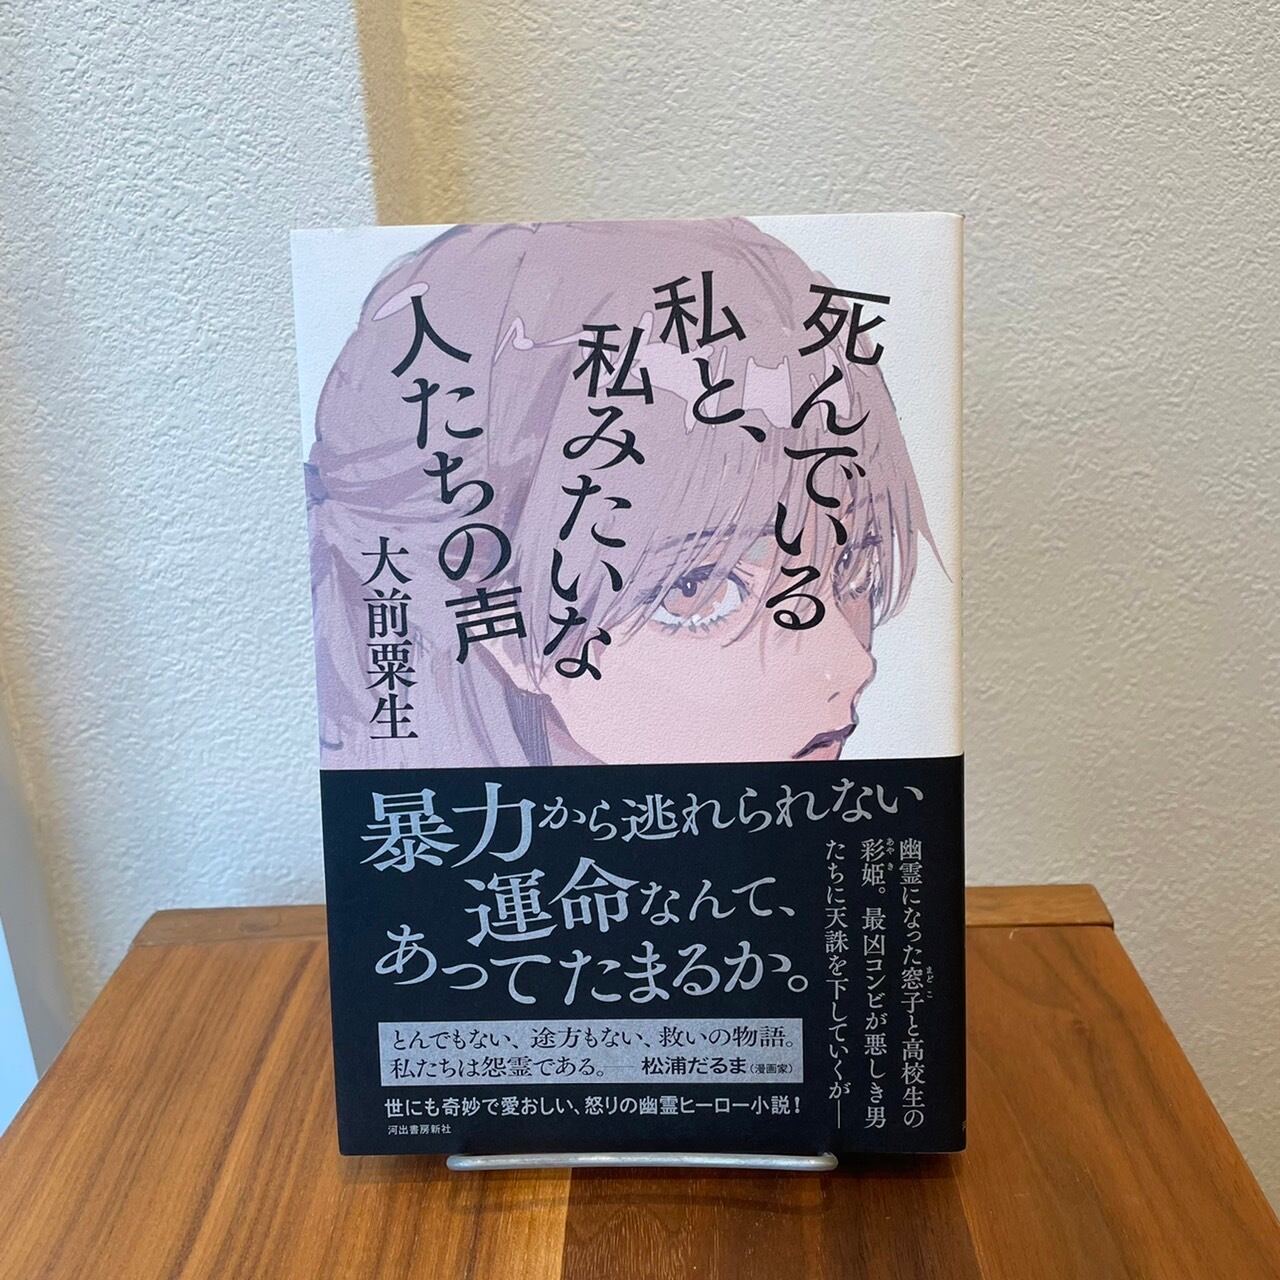 死んでいる
私と、
私みたいな
人たちの声
大前粟生
暴力から逃れられない
運命なんて、
あってたまるか。
幽霊になった窓子と高校生の
まどこ
彩姫。最凶コンビが悪しき男
あやき
たちに天誅を下していくが——
とんでもない、途方もない、救いの物語。
私たちは怨霊である。——松浦だるま（漫画家）
世にも奇妙で愛おしい、怒りの幽霊ヒーロー小説！
河出書房新社